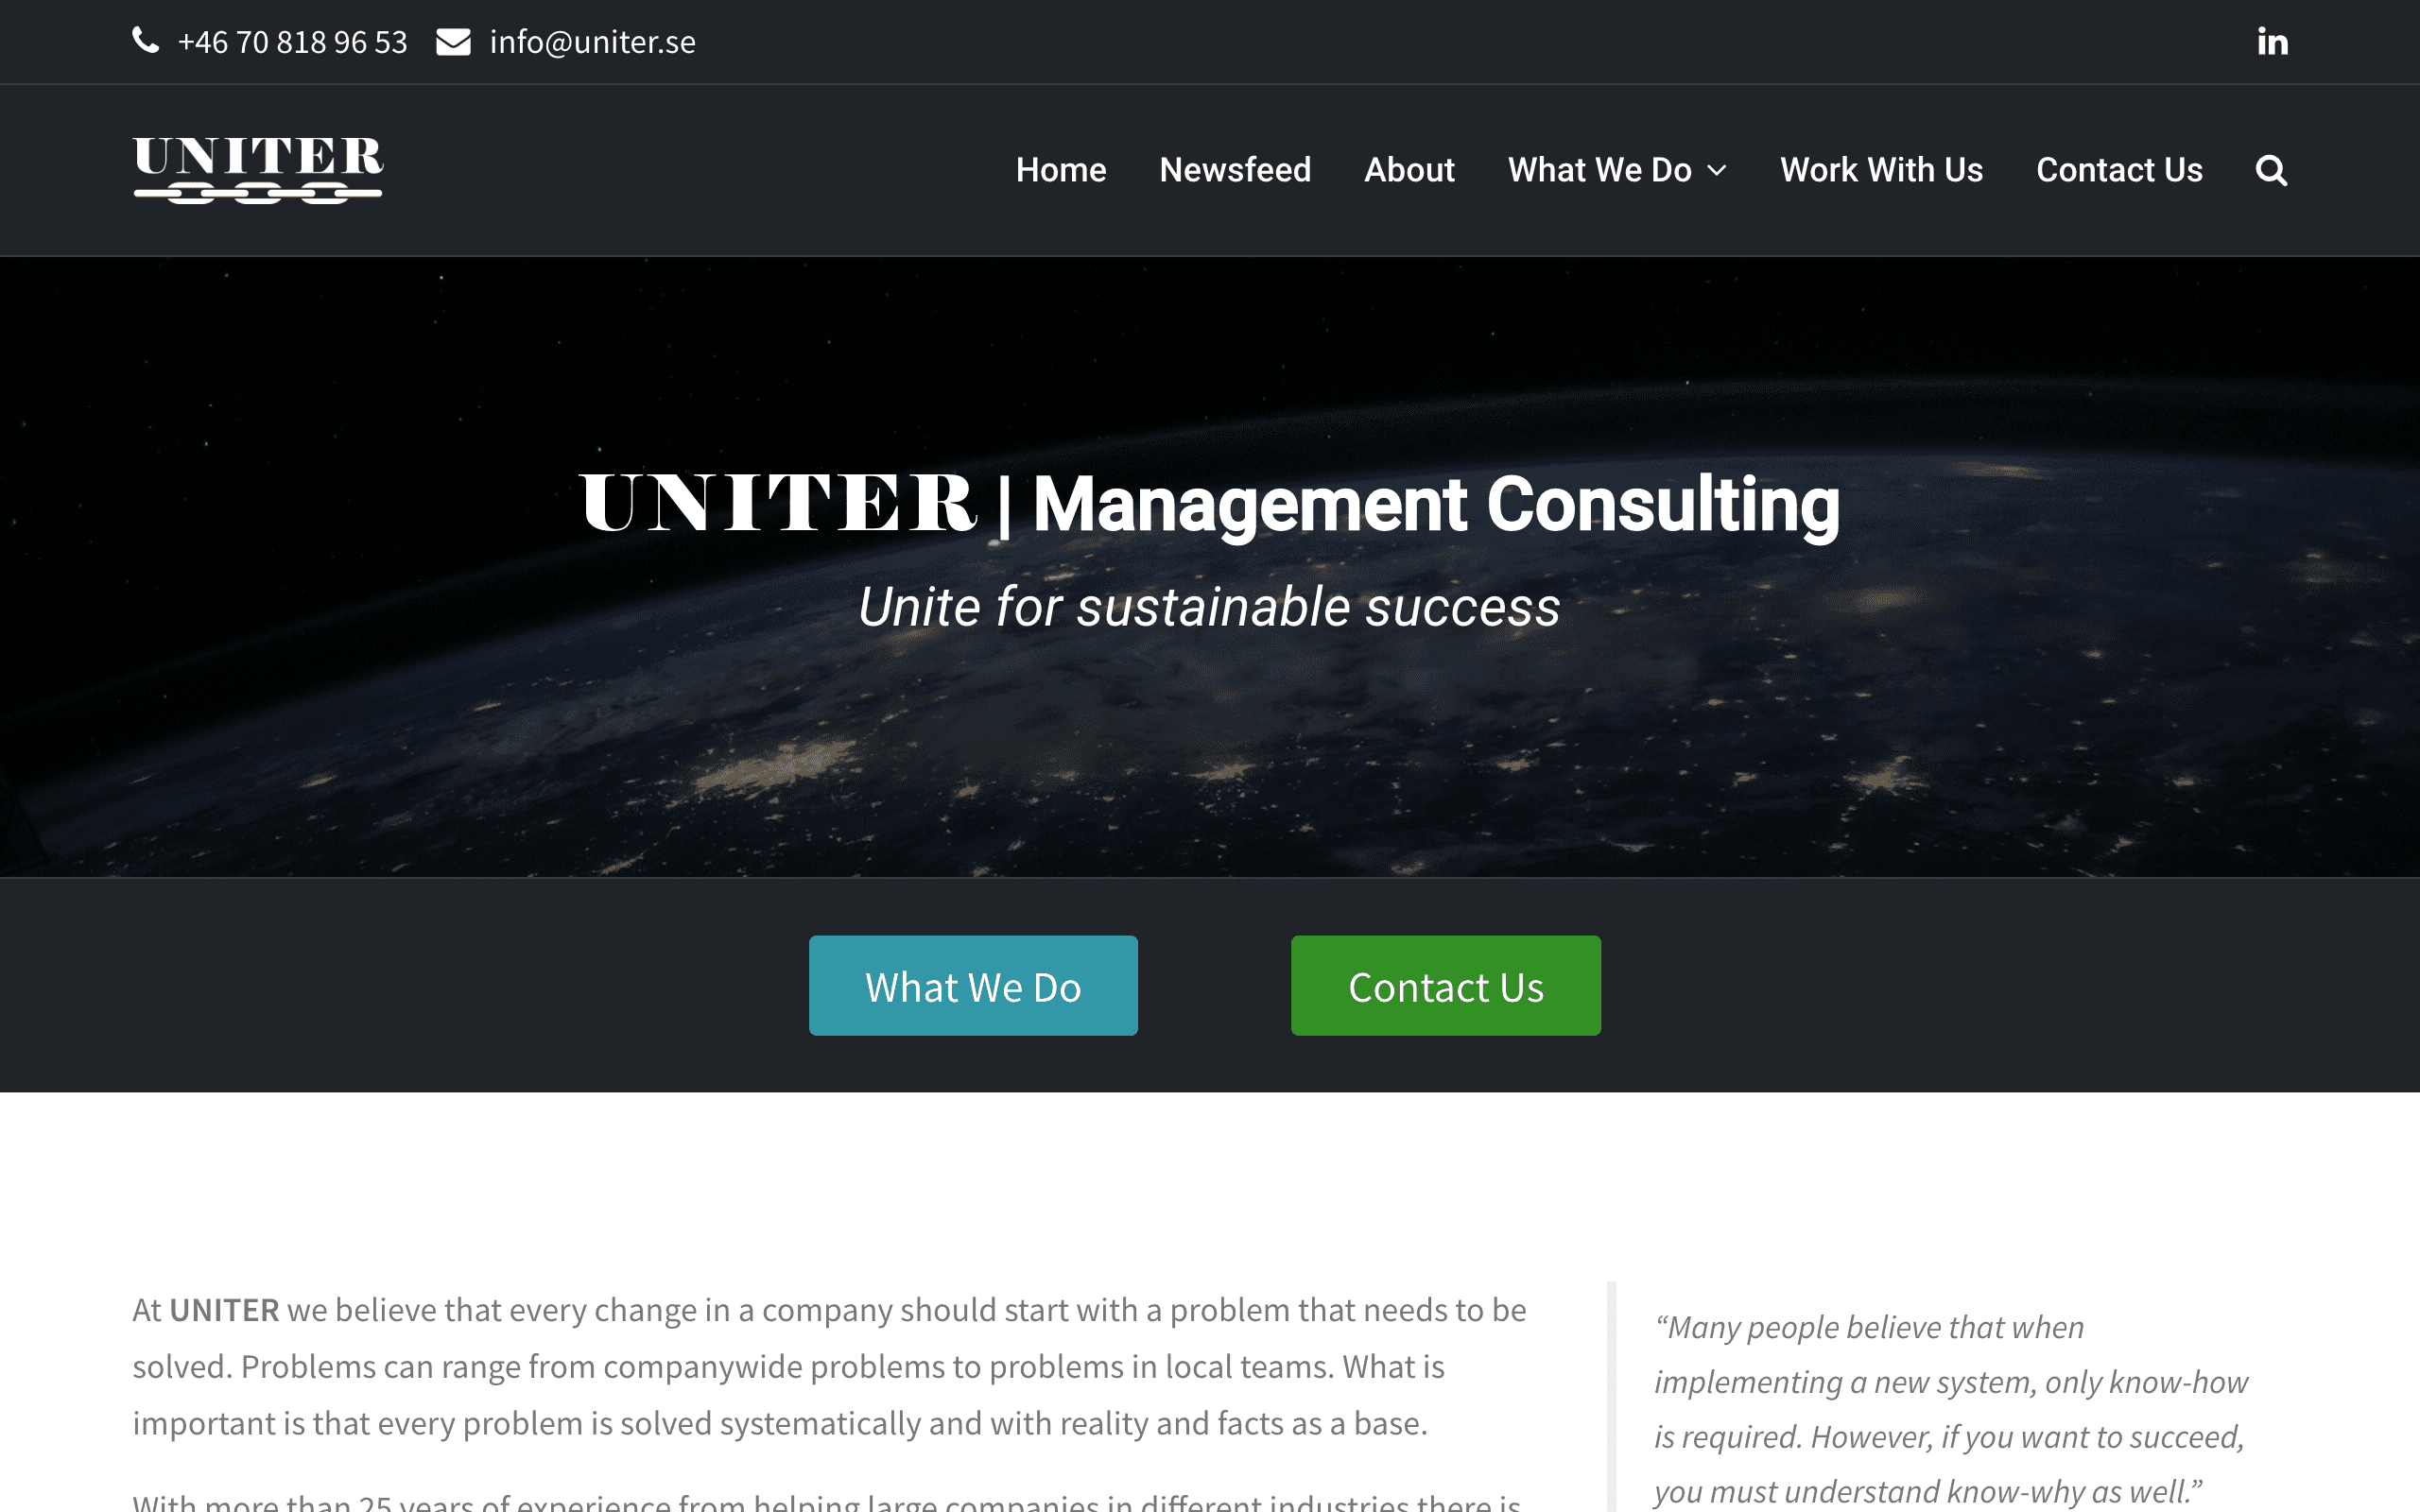 +46 70 818 96 53 info@uniter.se in
UNITER
Home Newsfeed About What We Do Work With Us Contact Us
UNITER | Management Consulting
Unite for sustainable success
What We Do Contact Us
At UNITER we believe that every change in a company should start with a problem that needs to be
solved. Problems can range from companywide problems to problems in local teams. What is
important is that every problem is solved systematically and with reality and facts as a base.
With more than 25 years of experience from helping large companies in different industries there is
“Many people believe that when
implementing a new system, only know-how
is required. However, if you want to succeed,
you must understand know-why as well.”